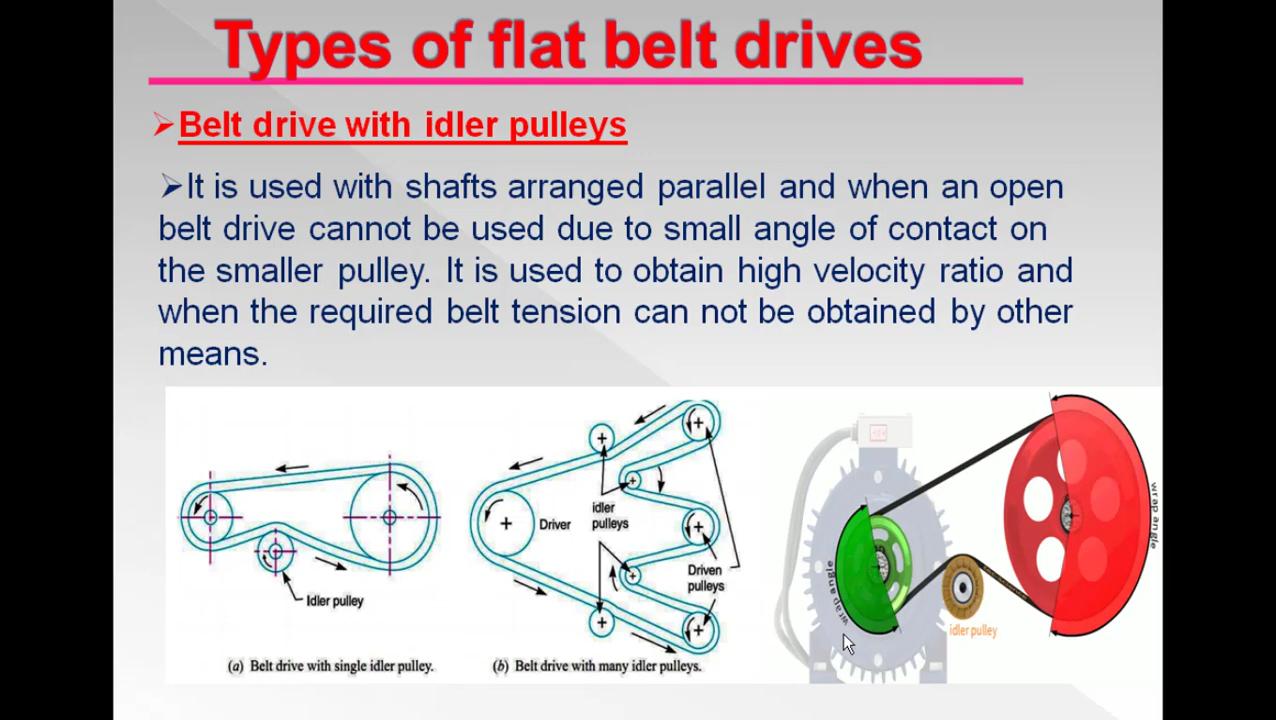 Types of flat belt drives
Belt drive with idler pulleys
It is used with shafts arranged parallel and when an open
belt drive cannot be used due to small angle of contact on
the smaller pulley. It is used to obtain high velocity ratio and
when the required belt tension can not be obtained by other
means.
Idler pulley
(a) Belt drive with single idler pulley.
Driver
idler
pulleys
Driven
pulleys
(b) Belt drive with many idler pulleys.
wrap angle
idler pulley
wrap angle